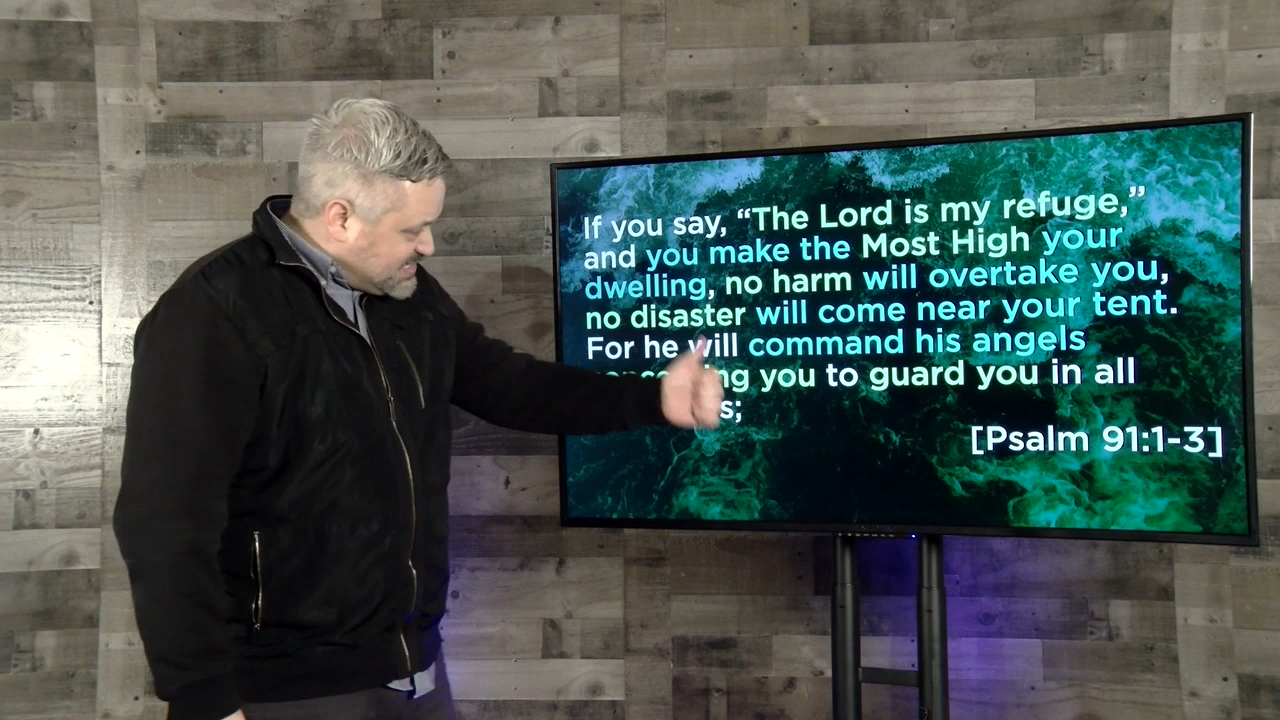 If you say, “The Lord is my refuge,”
and you make the Most High your
dwelling, no harm will overtake you,
no disaster will come near your tent.
For he will command his angels
you to guard you in all
[Psalm 91:1-3]